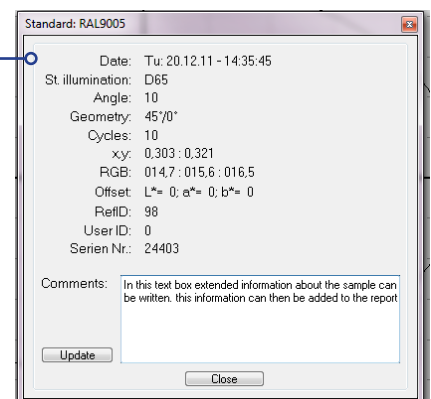 Standard: RAL9005
Date: Tu: 20.12.11 - 14:35:45
St. illumination: D65
Angle: 10
Geometry: 45°/0°
Cycles: 10
x,y: 0,303 : 0,321
RGB: 014,7 : 015,6 : 016,5
Offset: L*= 0; a*= 0; b*= 0
RefID: 98
User ID: 0
Serien Nr.: 24403
Comments: In this text box extended information about the sample can
be written. this information can then be added to the report
Update
Close